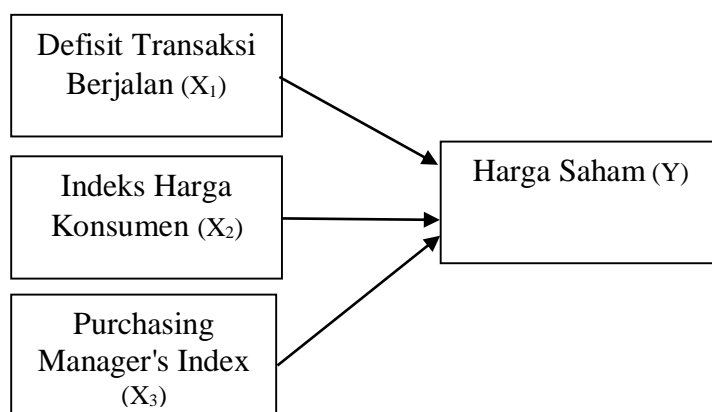 Defisit Transaksi
Berjalan (X₁)
Indeks Harga
Konsumen (X₂)
Purchasing
Manager's Index
(X₃)
Harga Saham (Y)